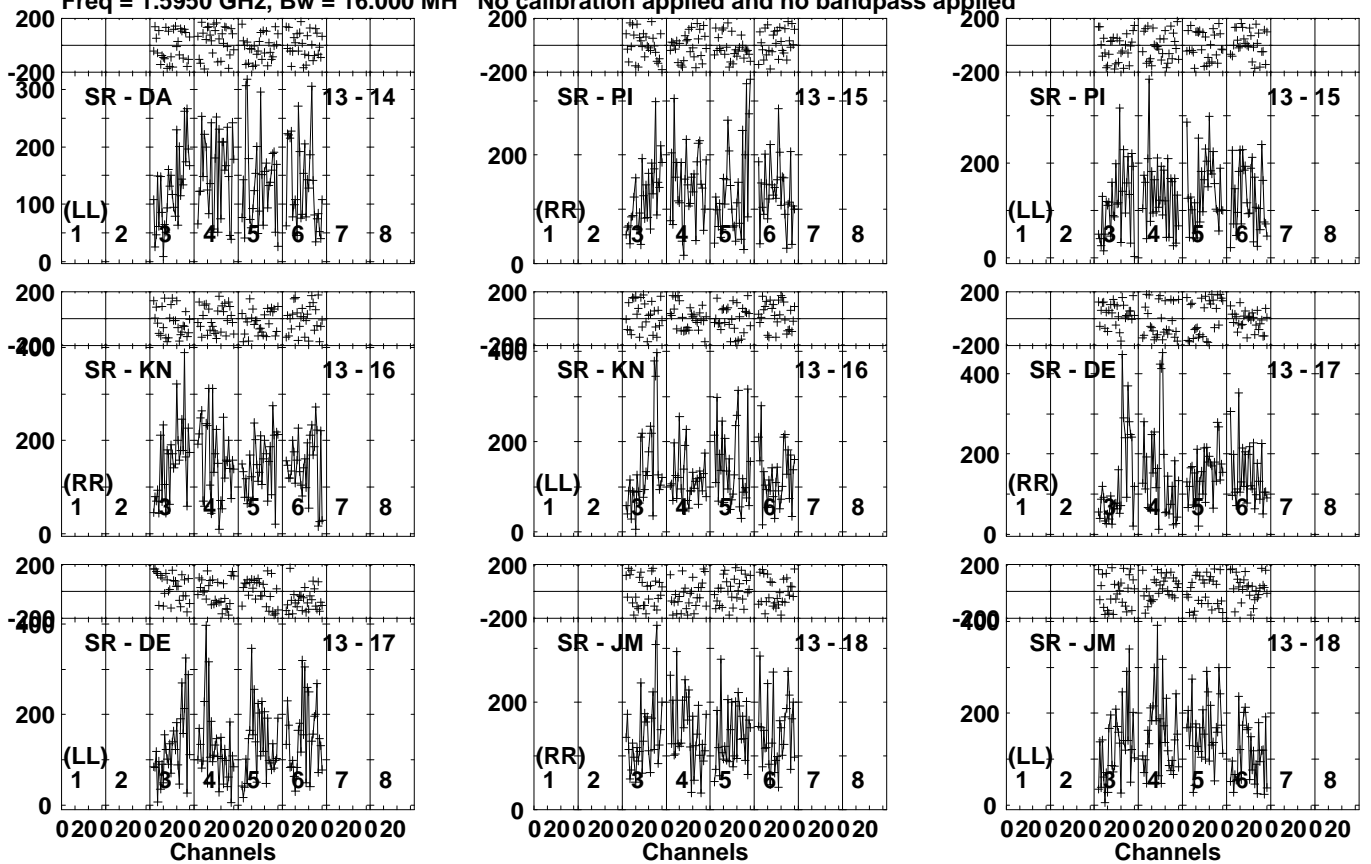 Freq = 1.5950 GHz, Bw = 16.000 MH No calibration applied and no bandpass applied
200 200 200
-200 -200 -200
300 SR - DA 13 - 14 SR - PI 13 - 15 SR - PI 13 - 15
200 200 200
100
(LL) (RR) (LL)
1 2 3 4 5 6 7 8 1 2 3 4 5 6 7 8 1 2 3 4 5 6 7 8
0 0 0
200 200 200
-200 -200 -200
400 400
SR - KN 13 - 16 SR - KN 13 - 16 400 SR - DE 13 - 17
200 200 200
(RR) (LL) (RR)
1 2 3 4 5 6 7 8 1 2 3 4 5 6 7 8 1 2 3 4 5 6 7 8
0 0 0
200 200 200
-200 -200 -200
400 400
SR - DE 13 - 17 SR - JM 13 - 18 SR - JM 13 - 18
200 200 200
(LL) (RR) (LL)
1 2 3 4 5 6 7 8 1 2 3 4 5 6 7 8 1 2 3 4 5 6 7 8
0 0 0
0 20 0 20 0 20 0 20 0 20 0 20 0 20 0 20 0 20 0 20 0 20 0 20 0 20 0 20 0 20 0 20 0 20 0 20 0 20 0 20 0 20 0 20 0 20 0 20
Channels Channels Channels